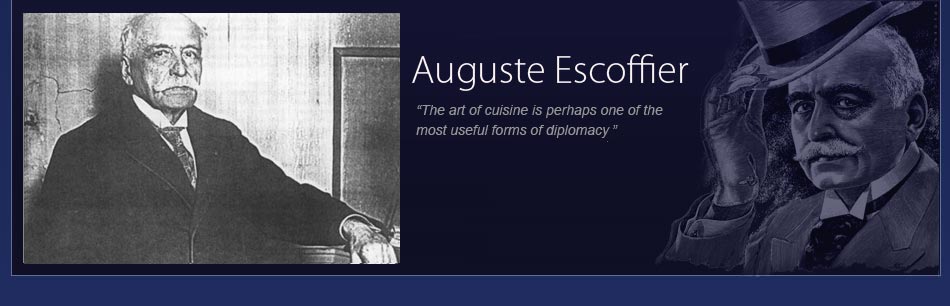 Auguste Escoffier
“The art of cuisine is perhaps one of the
most useful forms of diplomacy ”